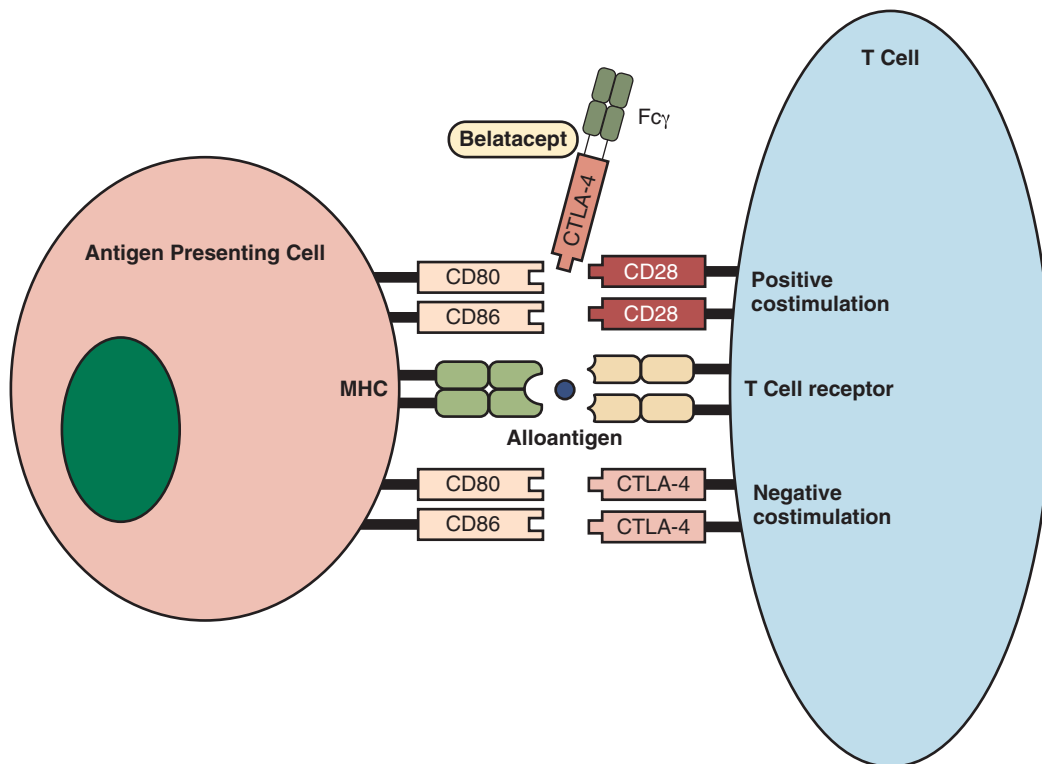 T Cell
Fcγ
Belatacept
CTLA-4
Antigen Presenting Cell
CD80
CD28
Positive
costimulation
CD86
CD28
MHC
T Cell receptor
Alloantigen
CD80
CTLA-4
Negative
costimulation
CD86
CTLA-4